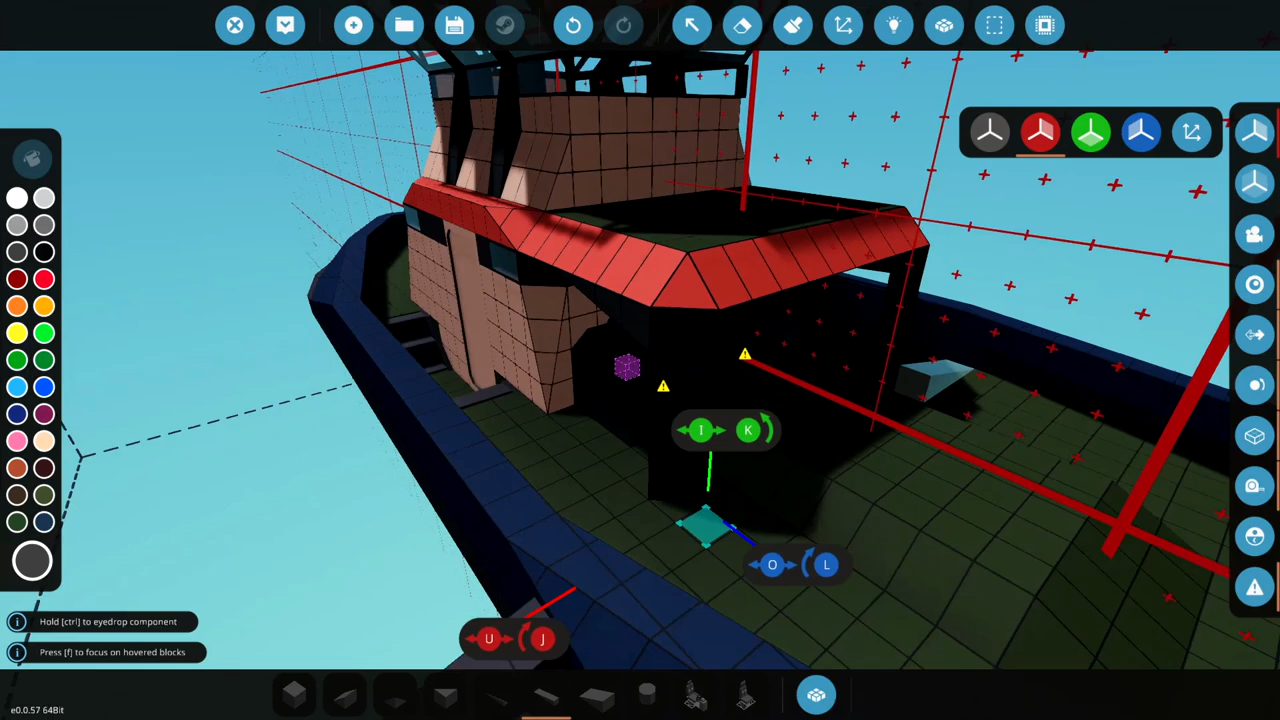 I K
O L
U J
Hold [ctrl] to eyedrop component
Press [f] to focus on hovered blocks
e0.0.57 64Bit